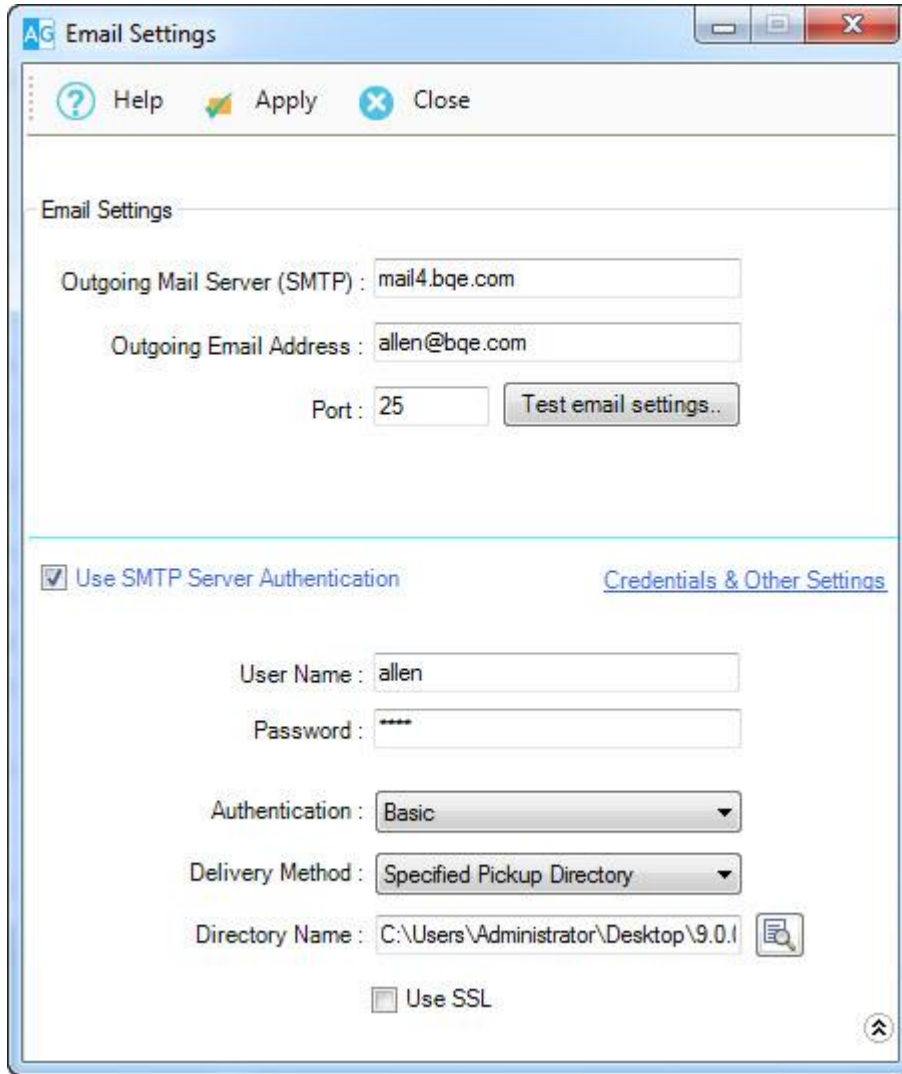 AG Email Settings
Help Apply Close
Email Settings
Outgoing Mail Server (SMTP) : mail4.bqe.com
Outgoing Email Address : allen@bqe.com
Port : 25 Test email settings..
Use SMTP Server Authentication Credentials & Other Settings
User Name : allen
Password : ****
Authentication : Basic
Delivery Method : Specified Pickup Directory
Directory Name : C:\Users\Administrator\Desktop\9.0.
Use SSL